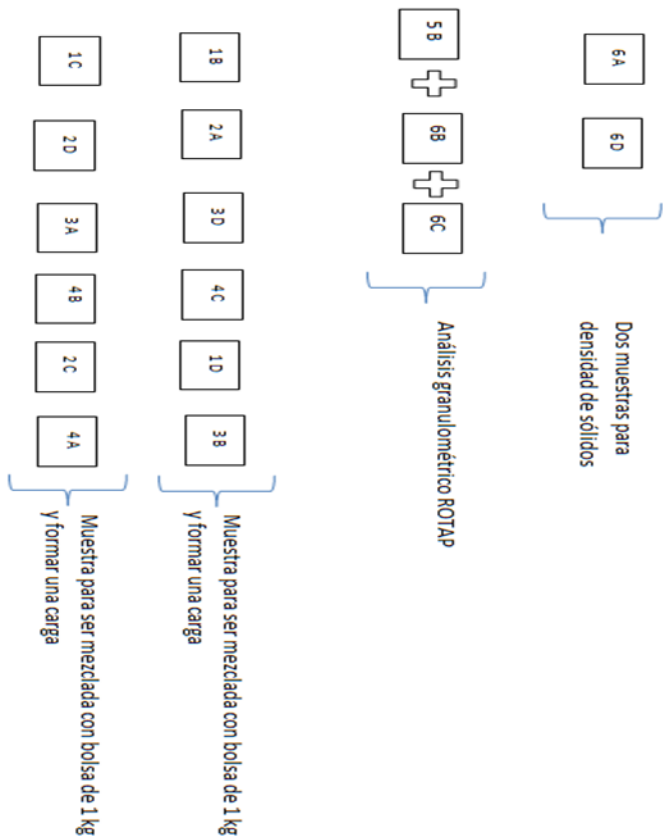 6A 6D
Dos muestras para
densidad de sólidos
5B 6B 6C
Análisis granulométrico ROTAP
1B 2A 3D 4C 1D 3B
Muestra para ser mezclada con bolsa de 1 kg
y formar una carga
1C 2D 3A 4B 2C 4A
Muestra para ser mezclada con bolsa de 1 kg
y formar una carga